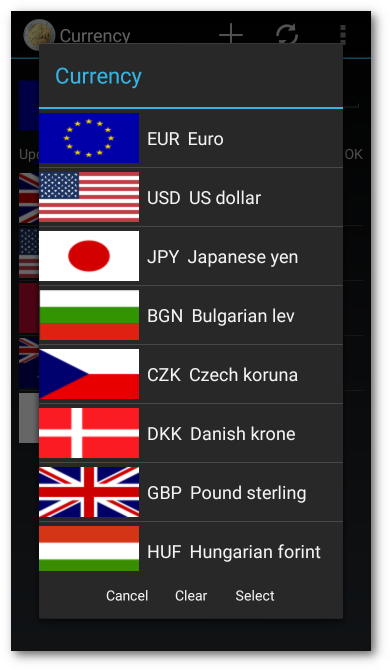 Currency
Currency
EUR Euro
USD US dollar
Upd OK
JPY Japanese yen
BGN Bulgarian lev
CZK Czech koruna
DKK Danish krone
GBP Pound sterling
HUF Hungarian forint
Cancel Clear Select